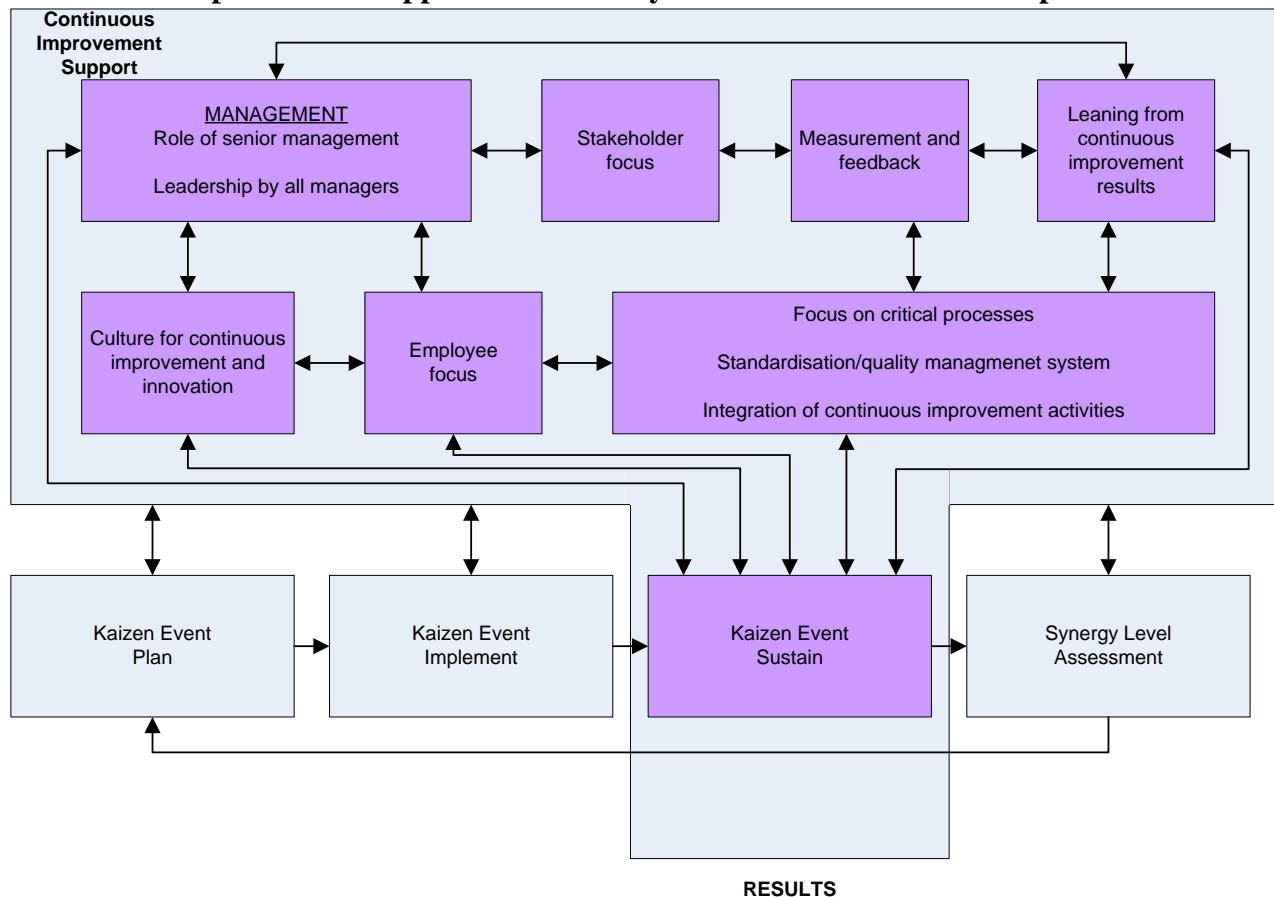 Continuous
Improvement
Support
MANAGEMENT
Role of senior management
Leadership by all managers
Stakeholder
focus
Measurement and
feedback
Leaning from
continuous
improvement
results
Culture for continuous
improvement and
innovation
Employee
focus
Focus on critical processes
Standardisation/quality managmenet system
Integration of continuous improvement activities
Kaizen Event
Plan
Kaizen Event
Implement
Kaizen Event
Sustain
Synergy Level
Assessment
RESULTS